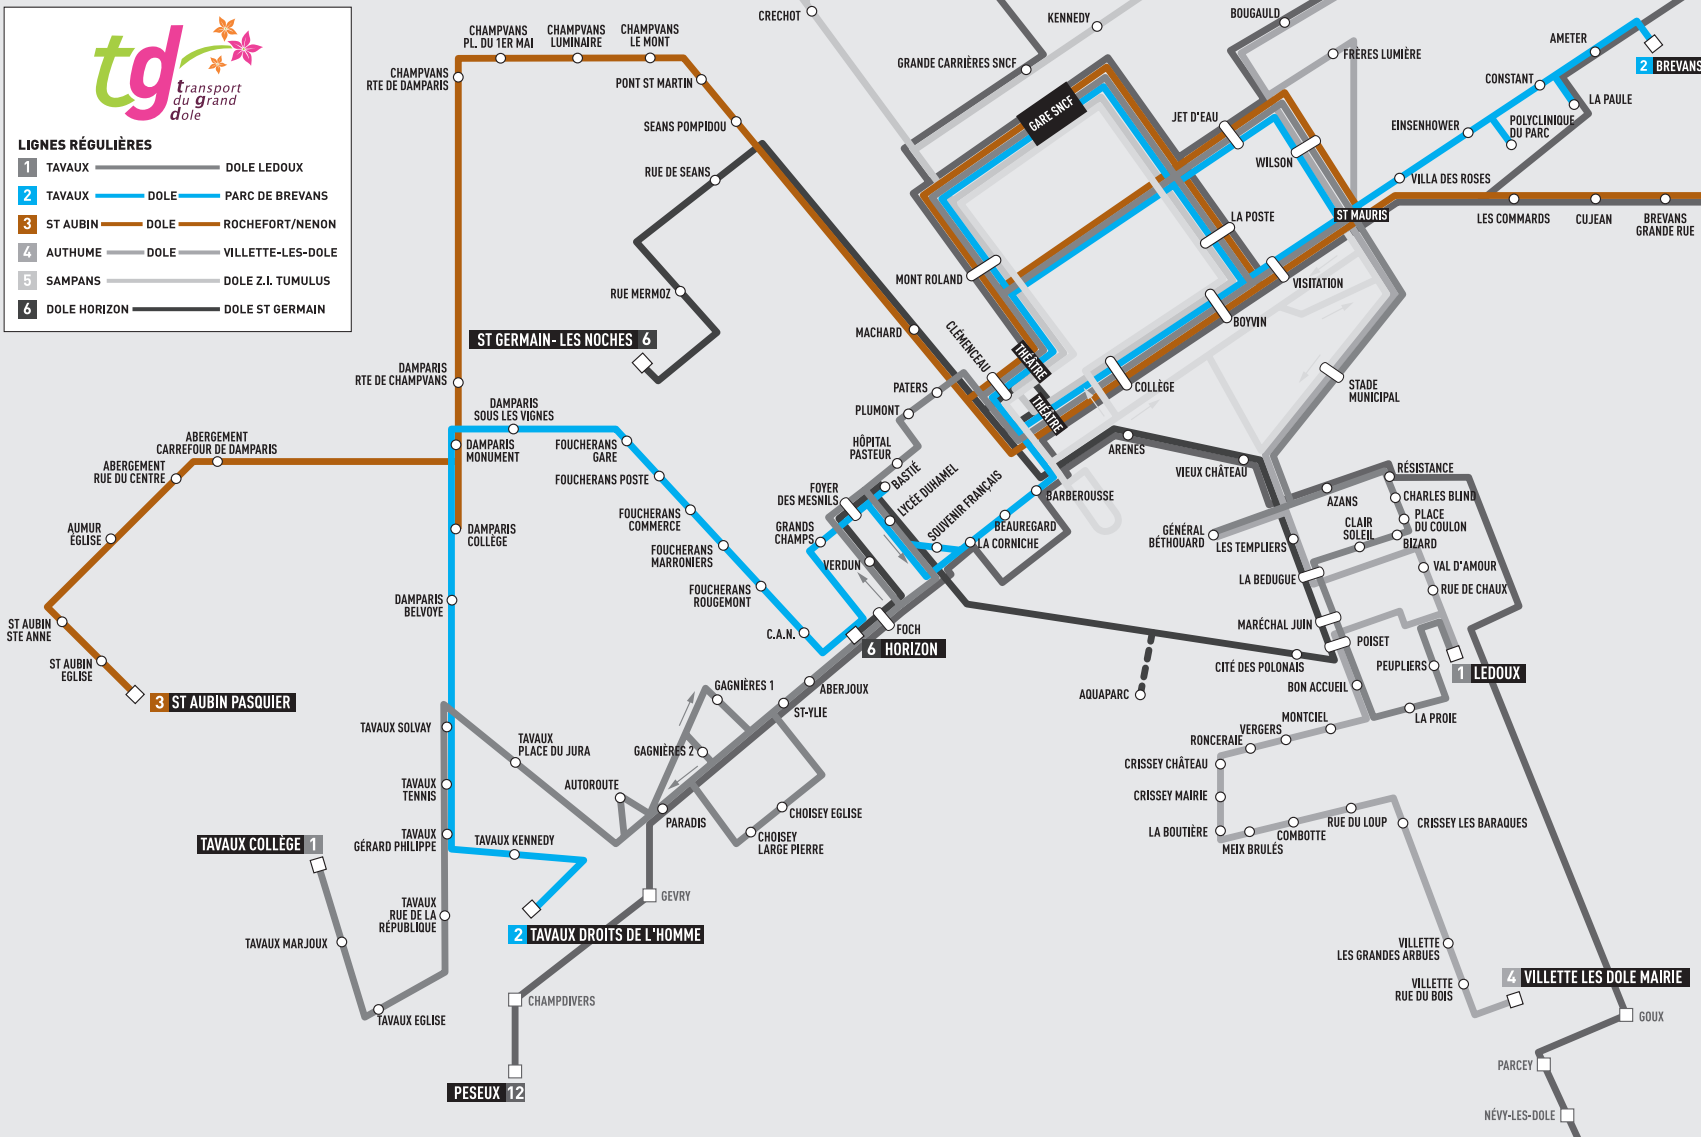 tgd
transport
du grand
dole
LIGNES RÉGULIÈRES
1 TAVAUX DOLE LEDOUX
2 TAVAUX DOLE PARC DE BREVANS
3 ST AUBIN DOLE ROCHEFORT/NENON
4 AUTHUME DOLE VILLETTE-LES-DOLE
5 SAMPANS DOLE Z.I. TUMULUS
6 DOLE HORIZON DOLE ST GERMAIN
CHAMPVANS
PL. DU 1ER MAI
CHAMPVANS
LUMINAIRE
CHAMPVANS
LE MONT
CHAMPVANS
RTE DE DAMPARIS
PONT ST MARTIN
SEANS POMPIDOU
RUE DE SEANS
RUE MERMOZ
ST GERMAIN- LES NOCHES 6
CRECHOT
KENNEDY
GRANDE CARRIÈRES SNCF
GARE SNCF
BOUGAULD
FRÈRES LUMIÈRE
JET D'EAU
WILSON
AMETER
2 BREVANS
CONSTANT
LA PAULE
EINSENHOWER
POLYCLINIQUE
DU PARC
VILLA DES ROSES
ST MAURIS
LES COMMARDS
CUJEAN
BREVANS
GRANDE RUE
LA POSTE
MONT ROLAND
VISITATION
BOYVIN
MACHARD
CLÉMENCEAU
THÉÂTRE
THÉÂTRE
COLLÈGE
STADE
MUNICIPAL
DAMPARIS
RTE DE CHAMPVANS
DAMPARIS
SOUS LES VIGNES
DAMPARIS
MONUMENT
FOUCHERANS
GARE
FOUCHERANS POSTE
FOUCHERANS
COMMERCE
FOUCHERANS
MARRONIERS
FOUCHERANS
ROUGEMONT
C.A.N.
ABERGEMENT
CARREFOUR DE DAMPARIS
ABERGEMENT
RUE DU CENTRE
AUMUR
ÉGLISE
ST AUBIN
STE ANNE
ST AUBIN
EGLISE
3 ST AUBIN PASQUIER
DAMPARIS
COLLÈGE
DAMPARIS
BELVOYE
PATERS
PLUMONT
HÔPITAL
PASTEUR
BASTIÉ
FOYER
DES MESNILS
LYCÉE DUHAMEL
SOUVENIR FRANÇAIS
GRANDS
CHAMPS
VERDUN
BARBEROUSSE
BEAUREGARD
LA CORNICHE
FOCH
6 HORIZON
ARENES
VIEUX CHÂTEAU
AZANS
RÉSISTANCE
CHARLES BLIND
PLACE
DU COULON
CLAIR
SOLEIL
BIZARD
GÉNÉRAL
BÉTHOUARD
LES TEMPLIERS
LA BEDUGUE
VAL D'AMOUR
RUE DE CHAUX
MARÉCHAL JUIN
POISET
CITÉ DES POLONAIS
PEUPLIERS
1 LEDOUX
BON ACCUEIL
LA PROIE
AQUAPARC
MONTCIEL
VERGERS
RONCERAIE
CRISSEY CHÂTEAU
CRISSEY MAIRIE
LA BOUTIÈRE
MEIX BRULÉS
COMBOTTE
RUE DU LOUP
CRISSEY LES BARAQUES
VILLETTE
LES GRANDES ARBUES
VILLETTE
RUE DU BOIS
4 VILLETTE LES DOLE MAIRIE
GOUX
PARCEY
NÉVY-LES-DOLE
ABERJOUX
ST-YLIE
GAGNIÈRES 1
GAGNIÈRES 2
TAVAUX SOLVAY
TAVAUX
PLACE DU JURA
AUTOROUTE
PARADIS
CHOISEY EGLISE
CHOISEY
LARGE PIERRE
TAVAUX
TENNIS
TAVAUX
GÉRARD PHILIPPE
TAVAUX KENNEDY
TAVAUX COLLÈGE 1
TAVAUX
RUE DE LA
RÉPUBLIQUE
TAVAUX MARJOUX
TAVAUX EGLISE
2 TAVAUX DROITS DE L'HOMME
GEVRY
CHAMPDIVERS
PESEUX 12